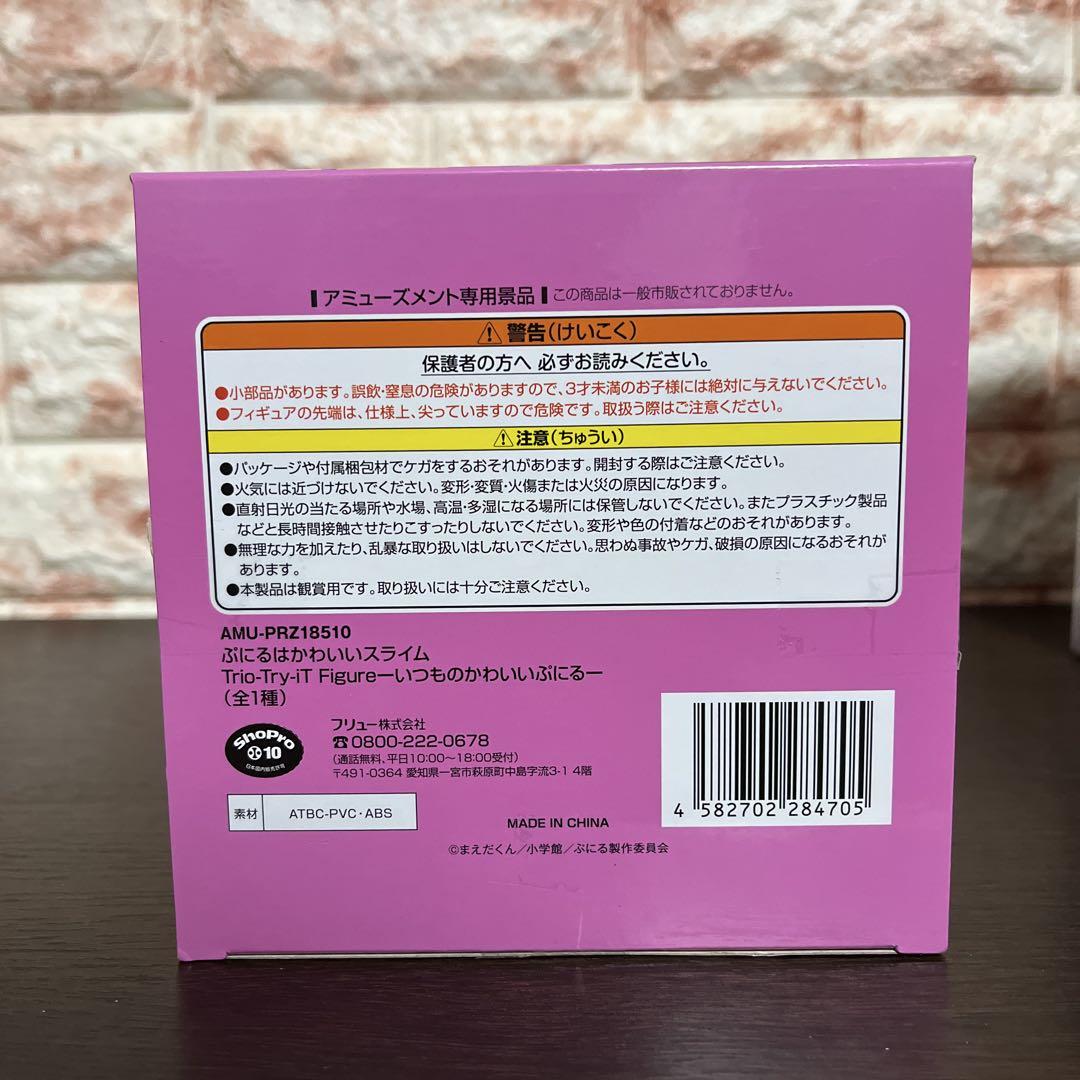 アミューズメント専用景品 この商品は一般市販されておりません。
警告(けいこく)
保護者の方へ 必ずお読みください。
●小部品があります。誤飲・窒息の危険がありますので、3才未満のお子様には絶対に与えないでください。
●フィギュアの先端は、仕様上、尖っていますので危険です。取扱う際はご注意ください。
注意(ちゅうい)
●パッケージや付属梱包材でケガをするおそれがあります。開封する際はご注意ください。
●火気には近づけないでください。変形・変質・火傷または火災の原因になります。
●直射日光の当たる場所や水場、高温・多湿になる場所には保管しないでください。またプラスチック製品
などと長時間接触させたりこすったりしないでください。変形や色の付着などのおそれがあります。
●無理な力を加えたり、乱暴な取り扱いはしないでください。思わぬ事故やケガ、破損の原因になるおそれが
あります。
●本製品は観賞用です。取り扱いには十分ご注意ください。
AMU-PRZ18510
ぷにるはかわいいスライム
Trio-Try-iT Figureーいつものかわいいぷにるー
(全1種)
ShoPro
10
日本国内販売許可
フリュー株式会社
☎0800-222-0678
(通話無料、平日10:00〜18:00受付)
〒491-0364 愛知県一宮市萩原町中島字流3-1 4階
素材 ATBC-PVC・ABS
MADE IN CHINA
4 582702 284705
©まえだくん/小学館/ぷにる製作委員会